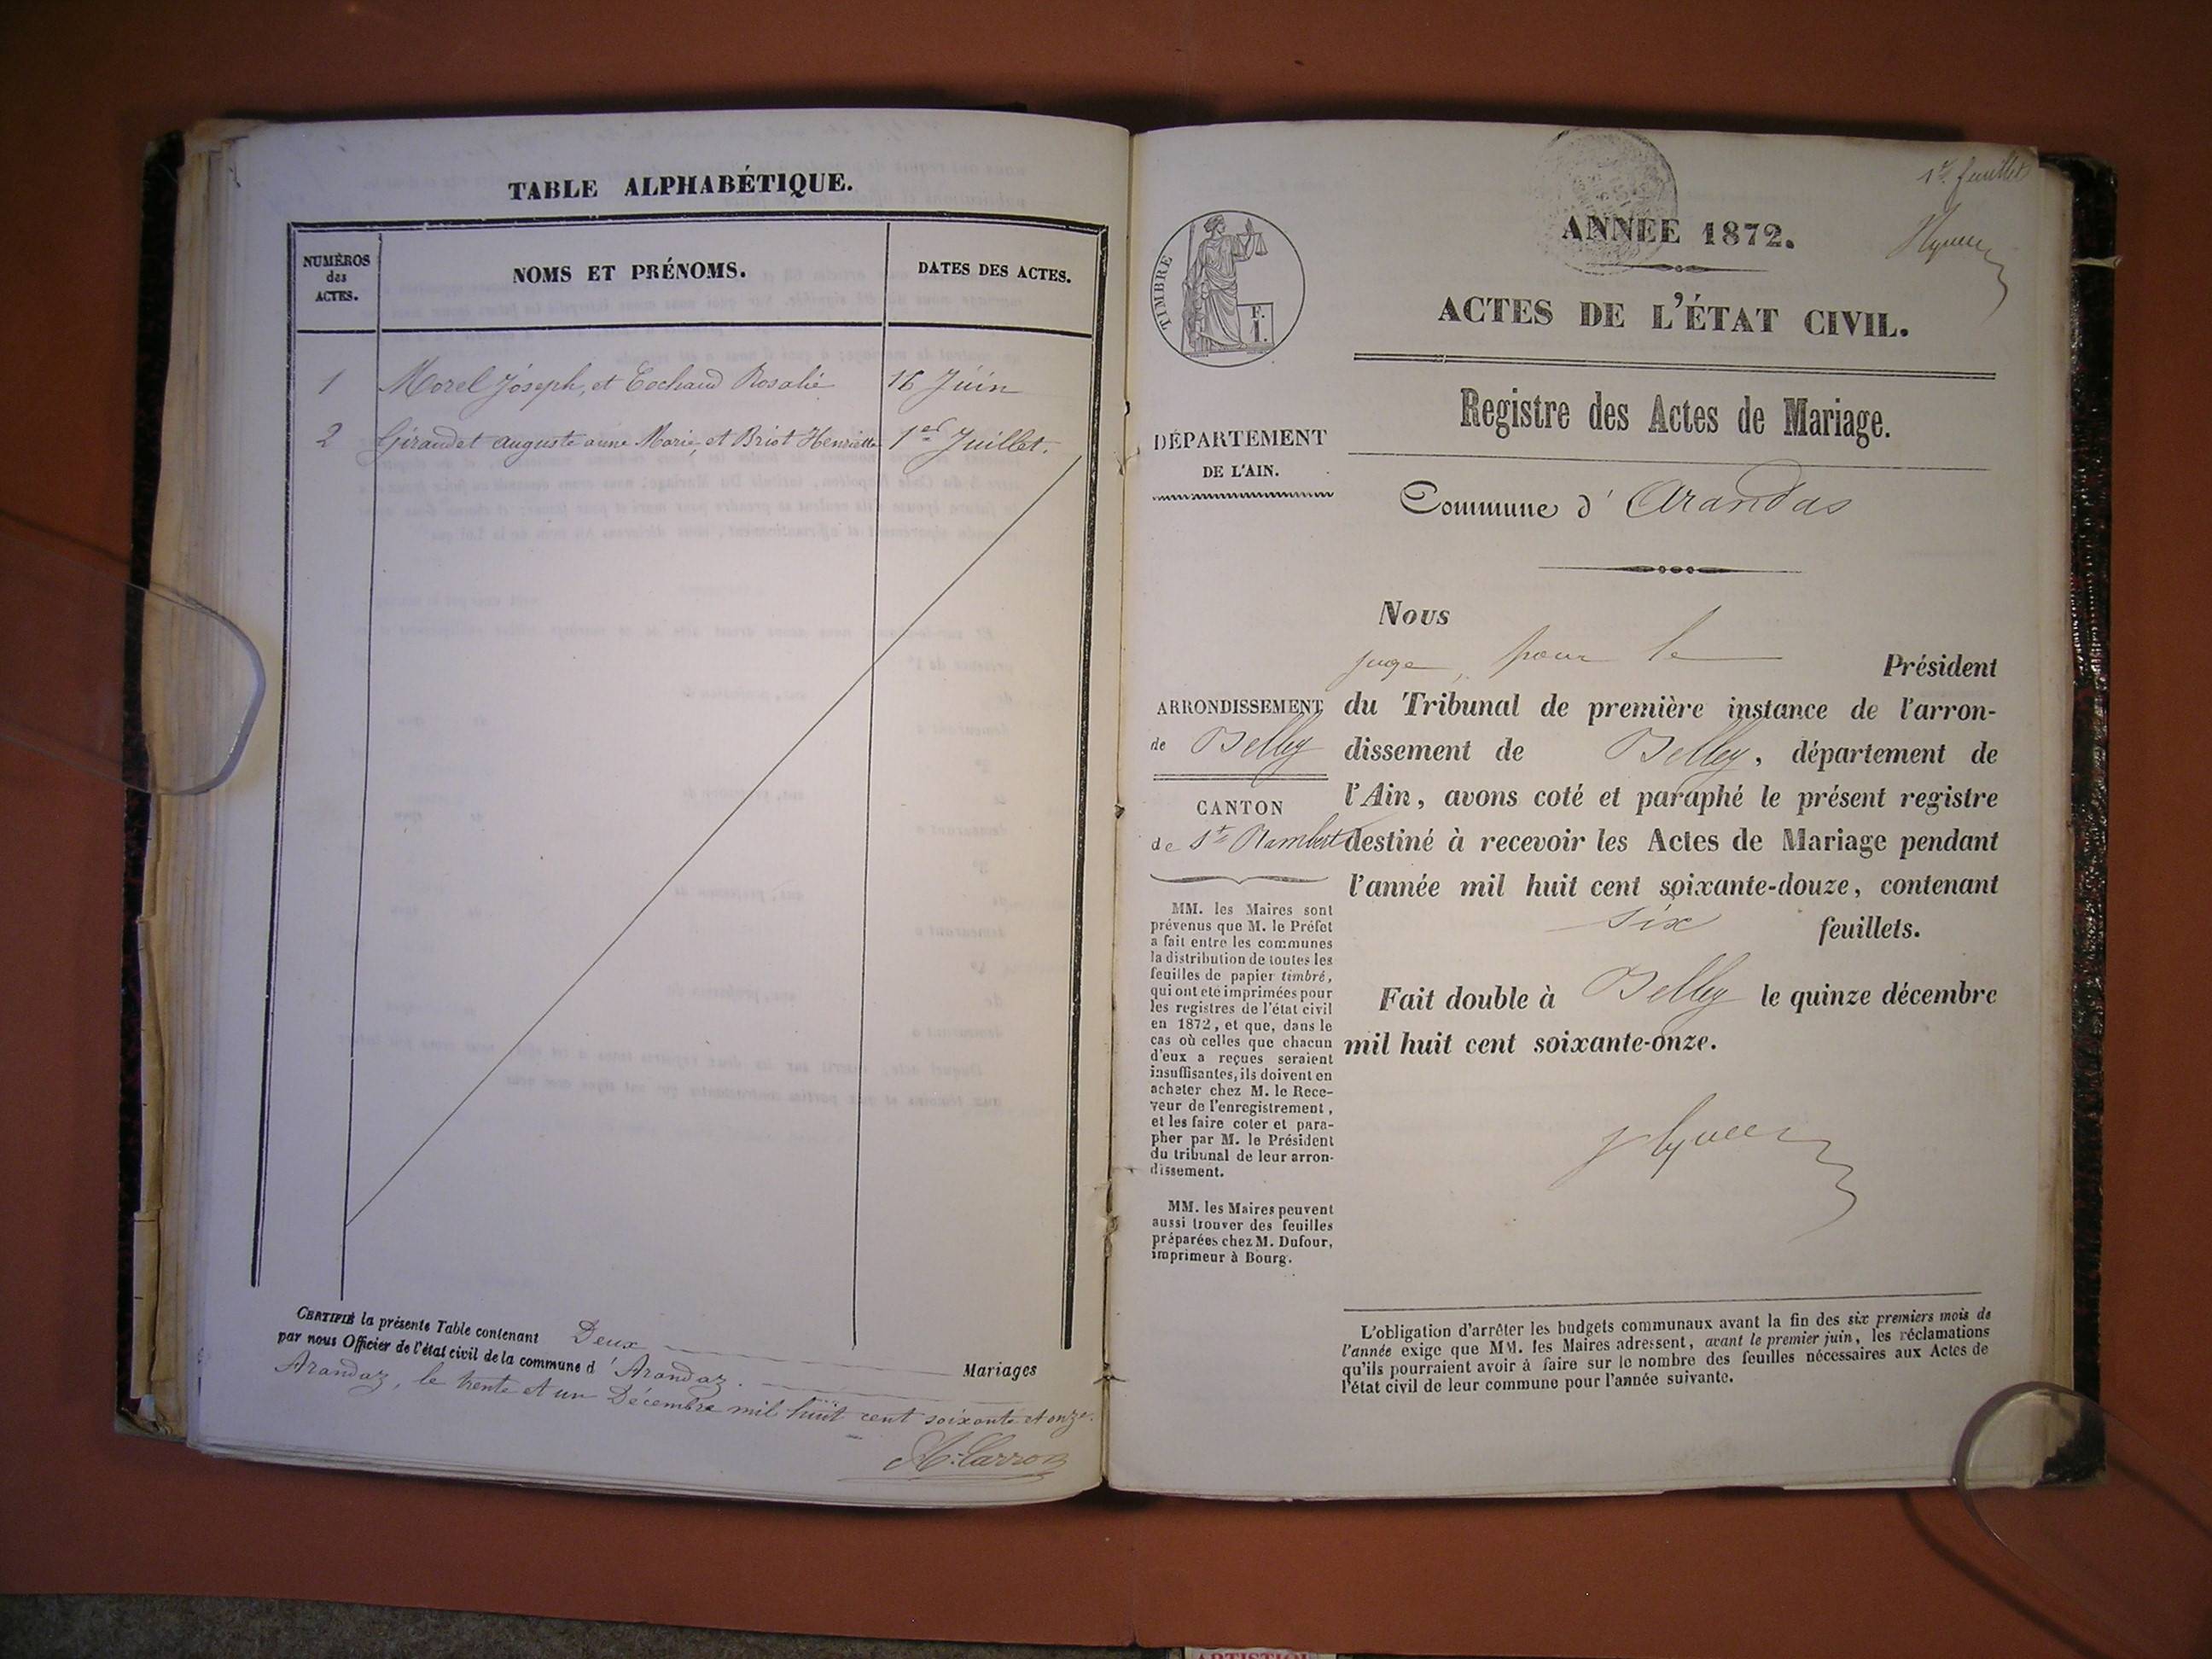 TABLE ALPHABÉTIQUE.
NUMÉROS
des
ACTES.
NOMS ET PRÉNOMS.
DATES DES ACTES.
1 Morel Joseph, et Cochaud Rosalie 16 Juin
2 Giraudet auguste anne Marie, et Briot Henriette 1er Juillet.
CERTIFIÉ la présente Table contenant Deux Mariages
par nous Officier de l'état civil de la commune d'Arandaz.
Arandaz, le trente et un Décembre mil huit cent soixante et onze.
A. Carron
1er feuillet
ANNÉE 1872.
ACTES DE L'ÉTAT CIVIL.
Registre des Actes de Mariage.
Commune d' Arandas
TIMBRE
F.
1.
DÉPARTEMENT
DE L'AIN.
ARRONDISSEMENT
de Belley
CANTON
de St Rambert
MM. les Maires sont
prévenus que M. le Préfet
a fait entre les communes
la distribution de toutes les
feuilles de papier timbré,
qui ont été imprimées pour
les registres de l'état civil
en 1872, et que, dans le
cas où celles que chacun
d'eux a reçues seraient
insuffisantes, ils doivent en
acheter chez M. le Rece-
veur de l'enregistrement,
et les faire coter et para-
pher par M. le Président
du tribunal de leur arron-
dissement.
MM. les Maires peuvent
aussi trouver des feuilles
préparées chez M. Dufour,
imprimeur à Bourg.
Nous
juge, pour le Président
du Tribunal de première instance de l'arron-
dissement de Belley, département de
l'Ain, avons coté et paraphé le présent registre
destiné à recevoir les Actes de Mariage pendant
l'année mil huit cent soixante-douze, contenant
six feuillets.
Fait double à Belley le quinze décembre
mil huit cent soixante-onze.
L'obligation d'arrêter les budgets communaux avant la fin des six premiers mois de
l'année exige que MM. les Maires adressent, avant le premier juin, les réclamations
qu'ils pourraient avoir à faire sur le nombre des feuilles nécessaires aux Actes de
l'état civil de leur commune pour l'année suivante.